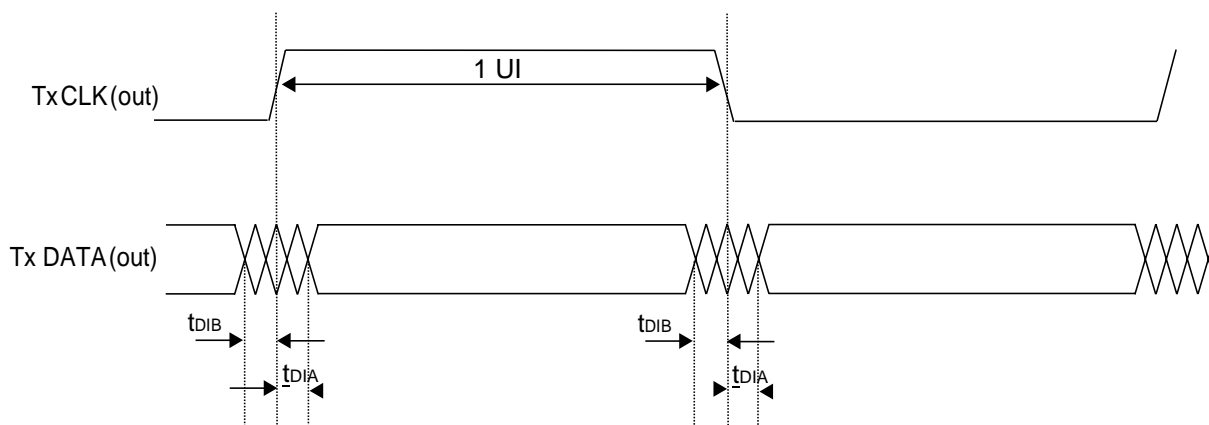 1 UI
TxCLK(out)
Tx DATA(out)
tDIB
tDIB
tDIA
tDIA